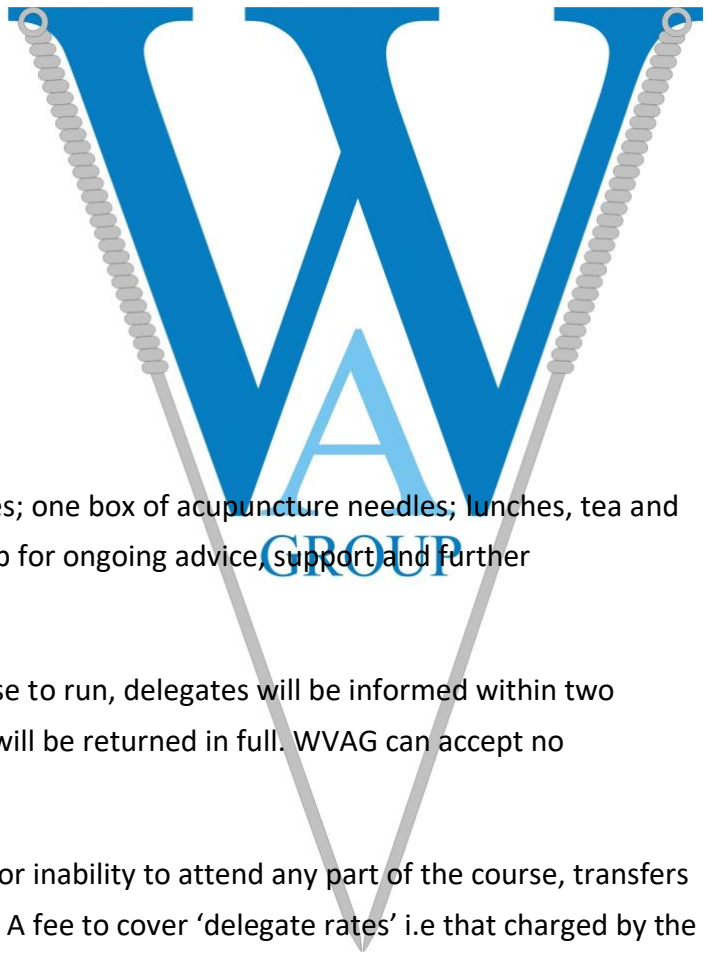 W
A
es; one box of acupuncture needles; lunches, tea and
GROUP
for ongoing advice, support and further
se to run, delegates will be informed within two
will be returned in full. WVAG can accept no
or inability to attend any part of the course, transfers
A fee to cover ‘delegate rates’ i.e that charged by the